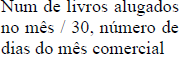 Num de livros alugados
no mês / 30, número de
dias do mês comercial